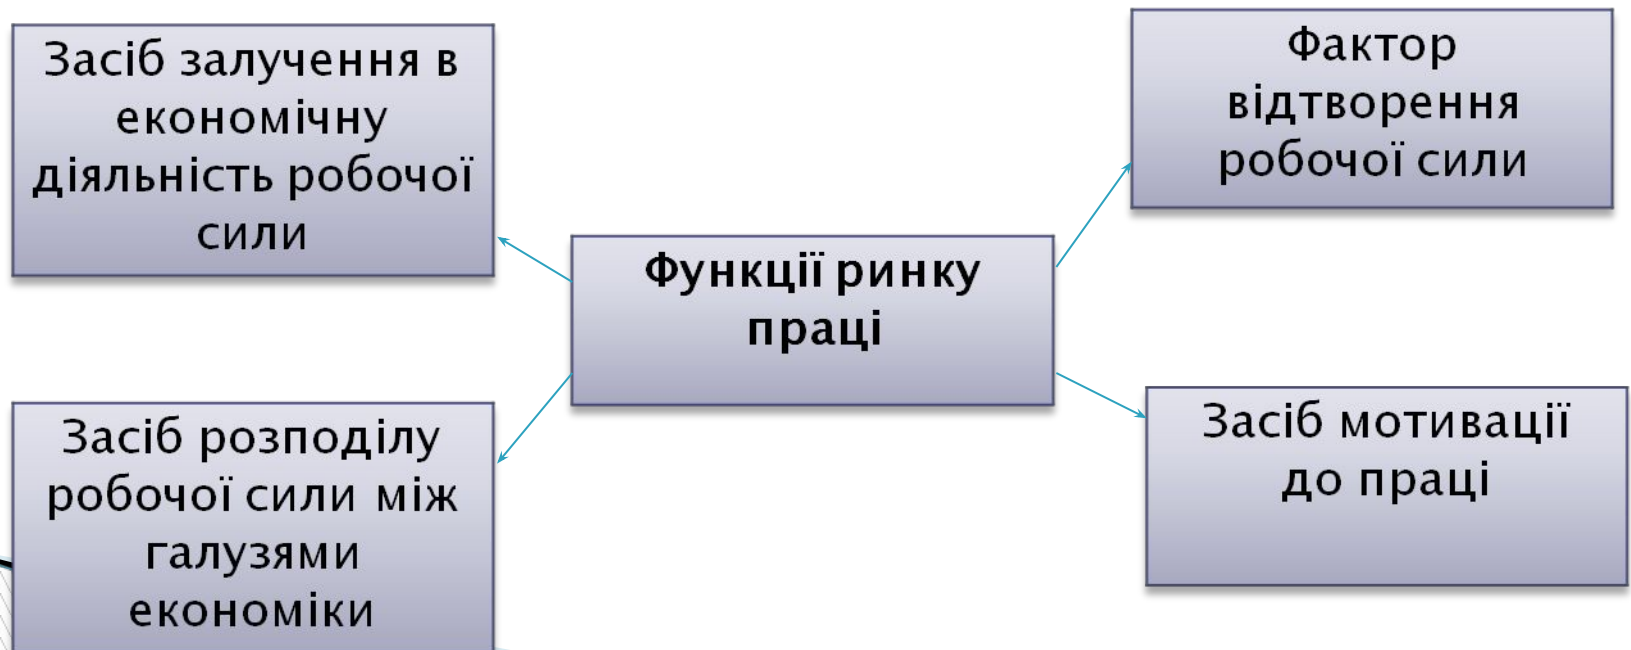 Засіб залучення в
економічну
діяльність робочої
сили
Фактор
відтворення
робочої сили
Функції ринку
праці
Засіб розподілу
робочої сили між
галузями
економіки
Засіб мотивації
до праці